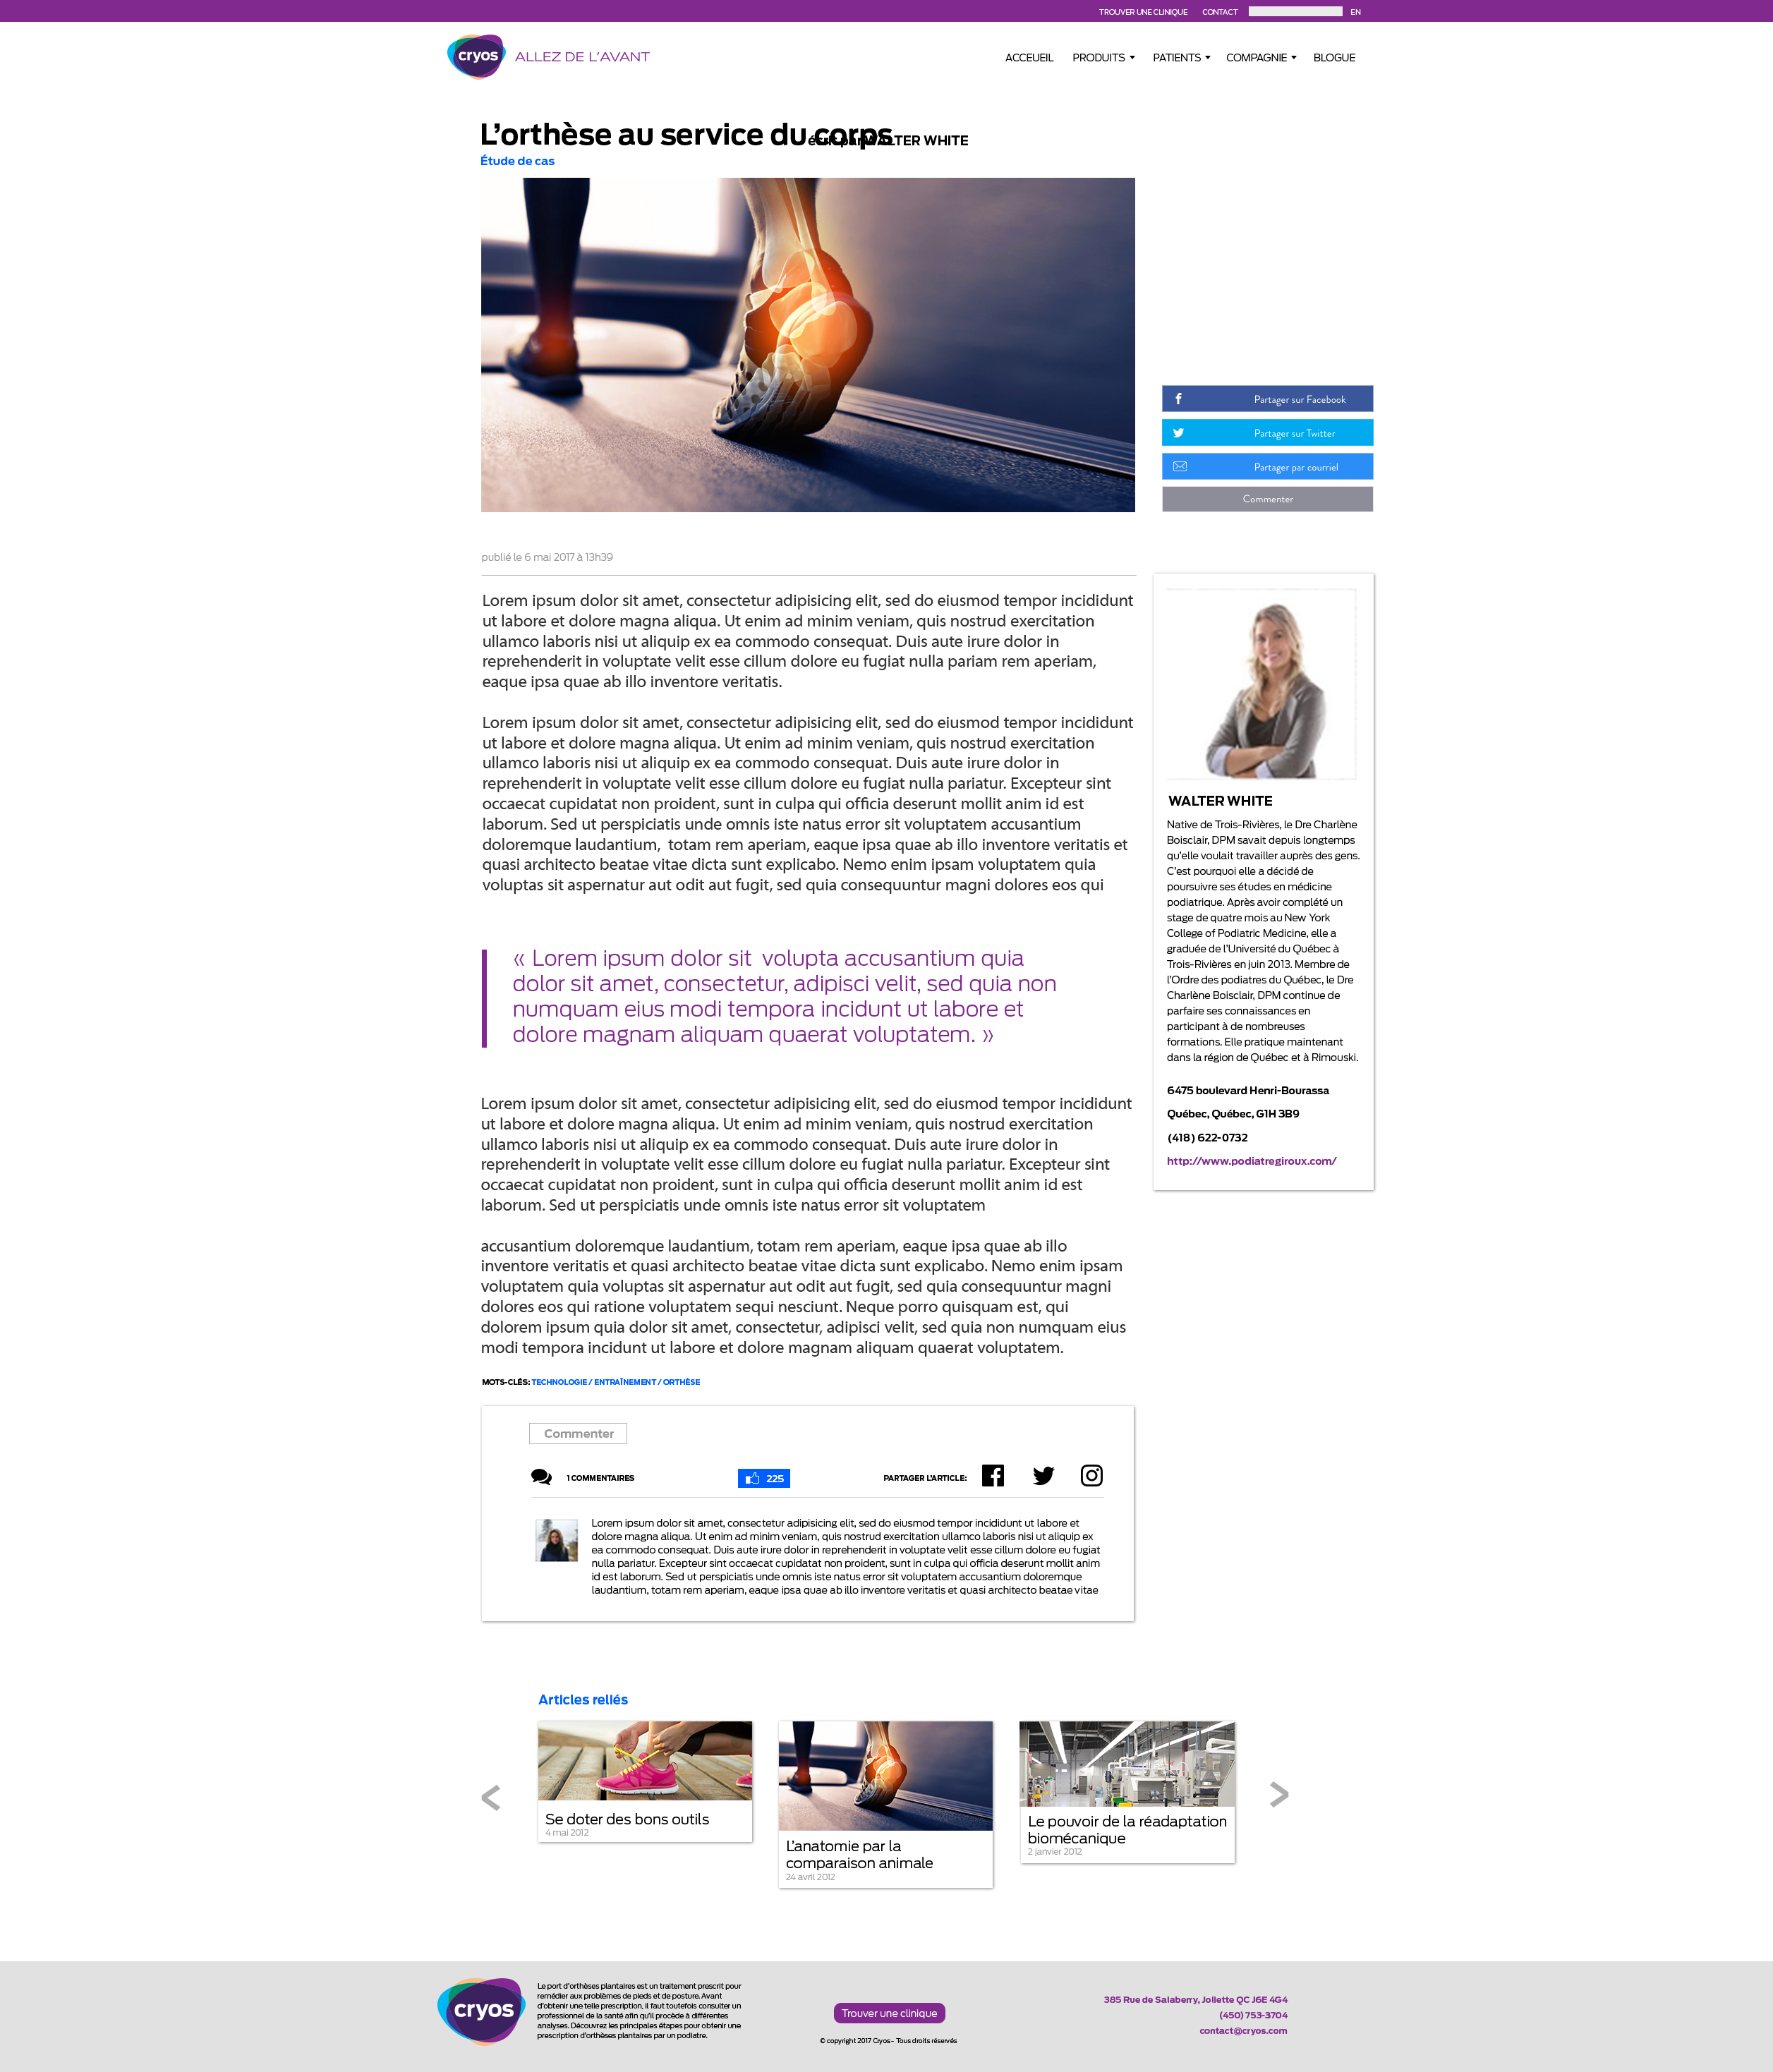 TROUVER UNE CLINIQUE CONTACT EN
cryos ALLEZ DE L'AVANT
ACCEUEIL PRODUITS PATIENTS COMPAGNIE BLOGUE
L'orthèse au service du corps
écrit par WALTER WHITE
Étude de cas
Partager sur Facebook
Partager sur Twitter
Partager par courriel
Commenter
publié le 6 mai 2017 à 13h39
Lorem ipsum dolor sit amet, consectetur adipisicing elit, sed do eiusmod tempor incididunt
ut labore et dolore magna aliqua. Ut enim ad minim veniam, quis nostrud exercitation
ullamco laboris nisi ut aliquip ex ea commodo consequat. Duis aute irure dolor in
reprehenderit in voluptate velit esse cillum dolore eu fugiat nulla pariam rem aperiam,
eaque ipsa quae ab illo inventore veritatis.
Lorem ipsum dolor sit amet, consectetur adipisicing elit, sed do eiusmod tempor incididunt
ut labore et dolore magna aliqua. Ut enim ad minim veniam, quis nostrud exercitation
ullamco laboris nisi ut aliquip ex ea commodo consequat. Duis aute irure dolor in
reprehenderit in voluptate velit esse cillum dolore eu fugiat nulla pariatur. Excepteur sint
occaecat cupidatat non proident, sunt in culpa qui officia deserunt mollit anim id est
laborum. Sed ut perspiciatis unde omnis iste natus error sit voluptatem accusantium
doloremque laudantium,  totam rem aperiam, eaque ipsa quae ab illo inventore veritatis et
quasi architecto beatae vitae dicta sunt explicabo. Nemo enim ipsam voluptatem quia
voluptas sit aspernatur aut odit aut fugit, sed quia consequuntur magni dolores eos qui
« Lorem ipsum dolor sit  volupta accusantium quia
dolor sit amet, consectetur, adipisci velit, sed quia non
numquam eius modi tempora incidunt ut labore et
dolore magnam aliquam quaerat voluptatem. »
Lorem ipsum dolor sit amet, consectetur adipisicing elit, sed do eiusmod tempor incididunt
ut labore et dolore magna aliqua. Ut enim ad minim veniam, quis nostrud exercitation
ullamco laboris nisi ut aliquip ex ea commodo consequat. Duis aute irure dolor in
reprehenderit in voluptate velit esse cillum dolore eu fugiat nulla pariatur. Excepteur sint
occaecat cupidatat non proident, sunt in culpa qui officia deserunt mollit anim id est
laborum. Sed ut perspiciatis unde omnis iste natus error sit voluptatem
accusantium doloremque laudantium, totam rem aperiam, eaque ipsa quae ab illo
inventore veritatis et quasi architecto beatae vitae dicta sunt explicabo. Nemo enim ipsam
voluptatem quia voluptas sit aspernatur aut odit aut fugit, sed quia consequuntur magni
dolores eos qui ratione voluptatem sequi nesciunt. Neque porro quisquam est, qui
dolorem ipsum quia dolor sit amet, consectetur, adipisci velit, sed quia non numquam eius
modi tempora incidunt ut labore et dolore magnam aliquam quaerat voluptatem.
MOTS-CLÉS: TECHNOLOGIE / ENTRAÎNEMENT / ORTHÈSE
WALTER WHITE
Native de Trois-Rivières, le Dre Charlène
Boisclair, DPM savait depuis longtemps
qu'elle voulait travailler auprès des gens.
C'est pourquoi elle a décidé de
poursuivre ses études en médicine
podiatrique. Après avoir complété un
stage de quatre mois au New York
College of Podiatric Medicine, elle a
graduée de l'Université du Québec à
Trois-Rivières en juin 2013. Membre de
l'Ordre des podiatres du Québec, le Dre
Charlène Boisclair, DPM continue de
parfaire ses connaissances en
participant à de nombreuses
formations. Elle pratique maintenant
dans la région de Québec et à Rimouski.
6475 boulevard Henri-Bourassa
Québec, Québec, G1H 3B9
(418) 622-0732
http://www.podiatregiroux.com/
Commenter
1 COMMENTAIRES 225 PARTAGER L'ARTICLE:
Lorem ipsum dolor sit amet, consectetur adipisicing elit, sed do eiusmod tempor incididunt ut labore et
dolore magna aliqua. Ut enim ad minim veniam, quis nostrud exercitation ullamco laboris nisi ut aliquip ex
ea commodo consequat. Duis aute irure dolor in reprehenderit in voluptate velit esse cillum dolore eu fugiat
nulla pariatur. Excepteur sint occaecat cupidatat non proident, sunt in culpa qui officia deserunt mollit anim
id est laborum. Sed ut perspiciatis unde omnis iste natus error sit voluptatem accusantium doloremque
laudantium, totam rem aperiam, eaque ipsa quae ab illo inventore veritatis et quasi architecto beatae vitae
Articles reliés
Se doter des bons outils
4 mai 2012
L'anatomie par la
comparaison animale
24 avril 2012
Le pouvoir de la réadaptation
biomécanique
2 janvier 2012
cryos
Le port d'orthèses plantaires est un traitement prescrit pour
remédier aux problèmes de pieds et de posture. Avant
d'obtenir une telle prescription, il faut toutefois consulter un
professionnel de la santé afin qu'il procède à différentes
analyses. Découvrez les principales étapes pour obtenir une
prescription d'orthèses plantaires par un podiatre.
Trouver une clinique
© copyright 2017 Cryos- Tous droits réservés
385 Rue de Salaberry, Joliette QC J6E 4G4
(450) 753-3704
contact@cryos.com